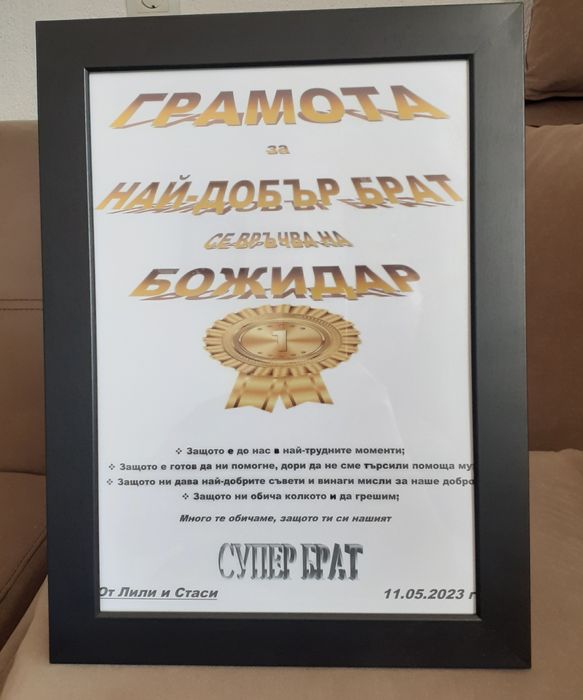 ГРАМОТА
за
НАЙ-ДОБЪР БРАТ
СЕ ВРЪЧВА НА
БОЖИДАР
1
❖ Защото е до нас в най-трудните моменти;
❖ Защото е готов да ни помогне, дори да не сме търсили помоща му
❖ Защото ни дава най-добрите съвети и винаги мисли за наше добро
❖ Защото ни обича колкото и да грешим;
Много те обичаме, защото ти си нашият
СУПЕР БРАТ
От Лили и Стаси 11.05.2023 г